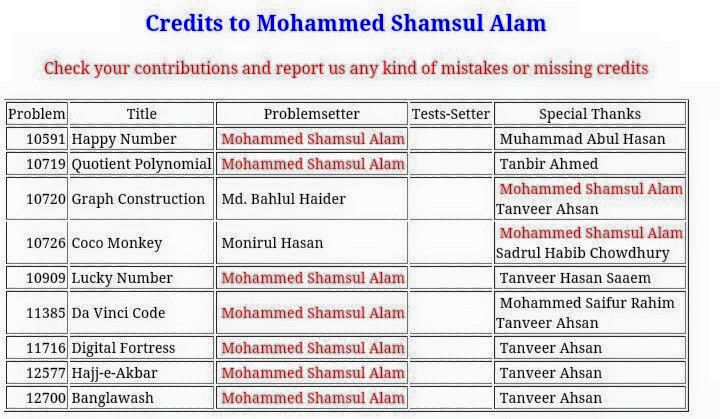 Credits to Mohammed Shamsul Alam
Check your contributions and report us any kind of mistakes or missing credits
Problem Title Problemsetter Tests-Setter Special Thanks
10591 Happy Number Mohammed Shamsul Alam Muhammad Abul Hasan
10719 Quotient Polynomial Mohammed Shamsul Alam Tanbir Ahmed
10720 Graph Construction Md. Bahlul Haider Mohammed Shamsul Alam
Tanveer Ahsan
10726 Coco Monkey Monirul Hasan Mohammed Shamsul Alam
Sadrul Habib Chowdhury
10909 Lucky Number Mohammed Shamsul Alam Tanveer Hasan Saaem
11385 Da Vinci Code Mohammed Shamsul Alam Mohammed Saifur Rahim
Tanveer Ahsan
11716 Digital Fortress Mohammed Shamsul Alam Tanveer Ahsan
12577 Hajj-e-Akbar Mohammed Shamsul Alam Tanveer Ahsan
12700 Banglawash Mohammed Shamsul Alam Tanveer Ahsan